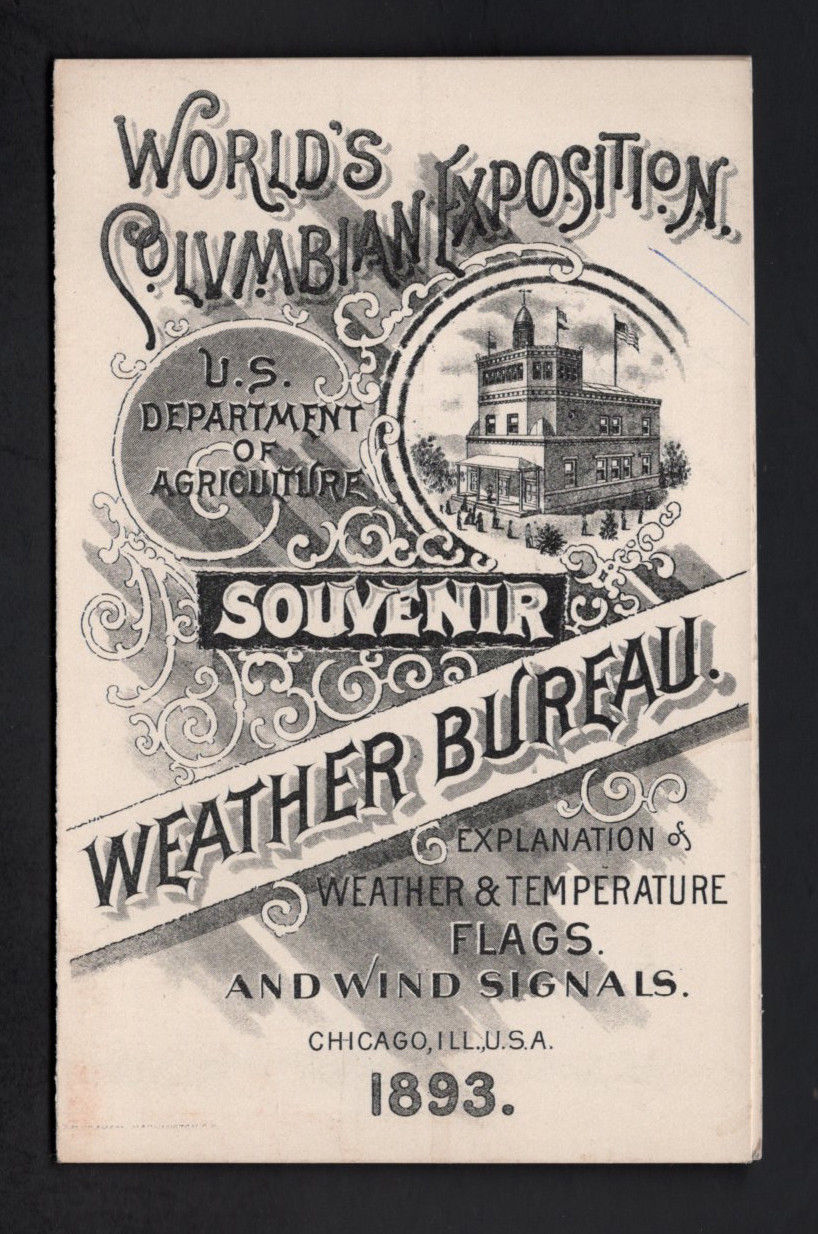 WORLD'S
COLVMBIAN EXPOSITION.
U.S.
DEPARTMENT
OF
AGRICULTURE
SOUVENIR
WEATHER BUREAU.
EXPLANATION of
WEATHER & TEMPERATURE
FLAGS.
AND WIND SIGNALS.
CHICAGO, ILL., U.S.A.
1893.